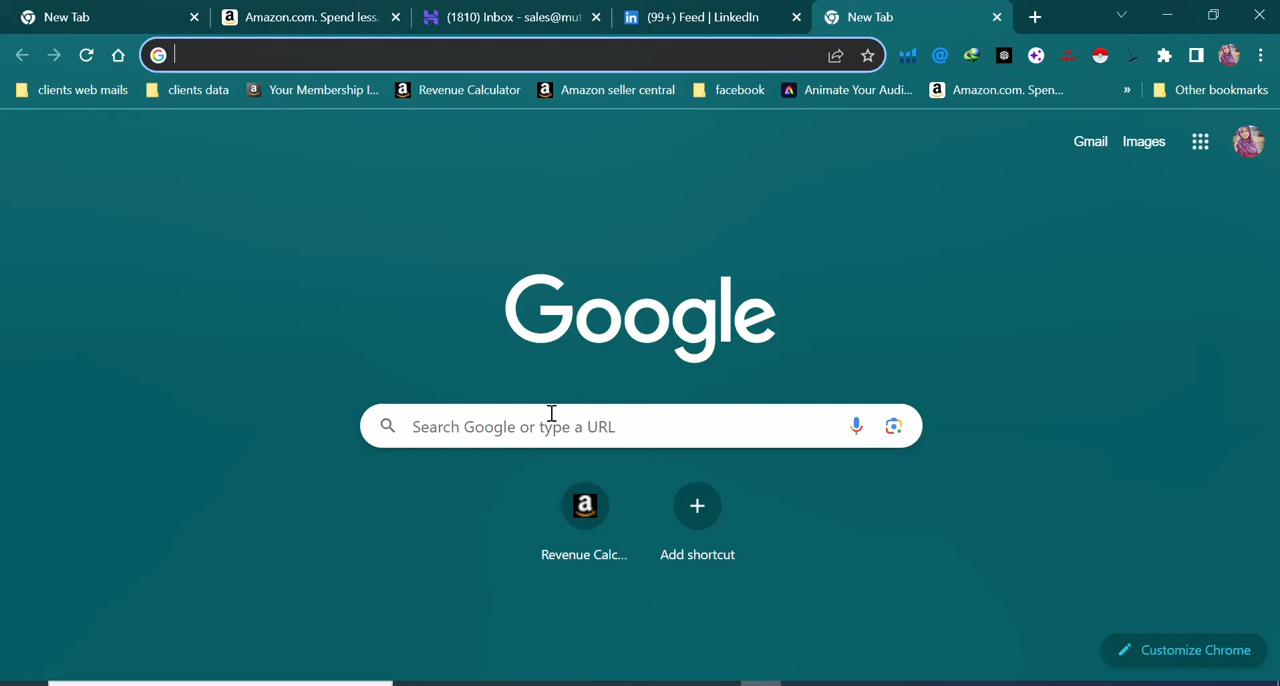 New Tab
Amazon.com. Spend less.
(1810) Inbox - sales@mut
(99+) Feed | LinkedIn
New Tab
clients web mails
clients data
Your Membership I...
Revenue Calculator
Amazon seller central
facebook
Animate Your Audi...
Amazon.com. Spen...
»
Other bookmarks
Gmail
Images
Google
Search Google or type a URL
Revenue Calc...
Add shortcut
Customize Chrome